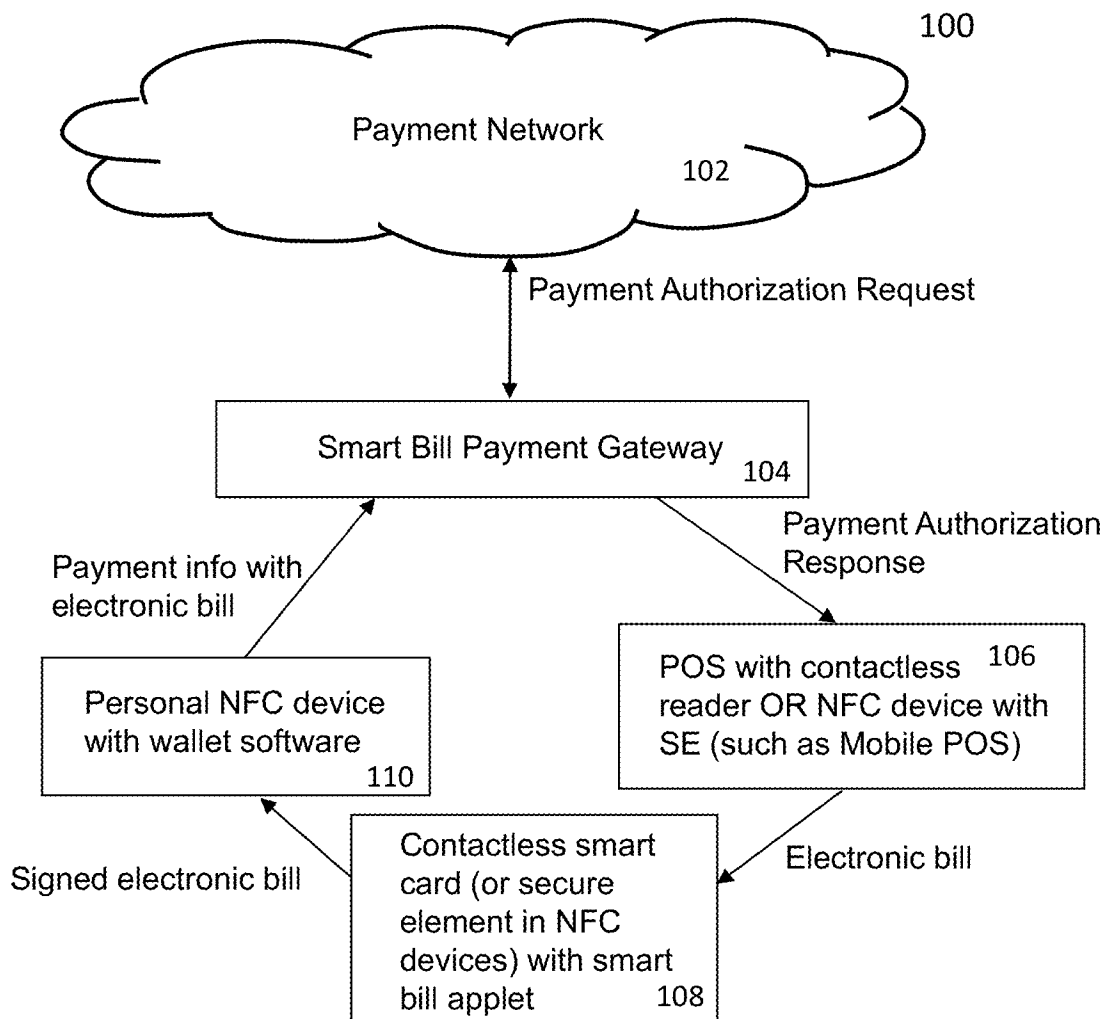 100
Payment Network
102
Payment Authorization Request
Smart Bill Payment Gateway
104
Payment Authorization
Response
Payment info with
electronic bill
POS with contactless 106
reader OR NFC device with
SE (such as Mobile POS)
Personal NFC device
with wallet software
110
Electronic bill
Signed electronic bill
Contactless smart
card (or secure
element in NFC
devices) with smart
bill applet
108